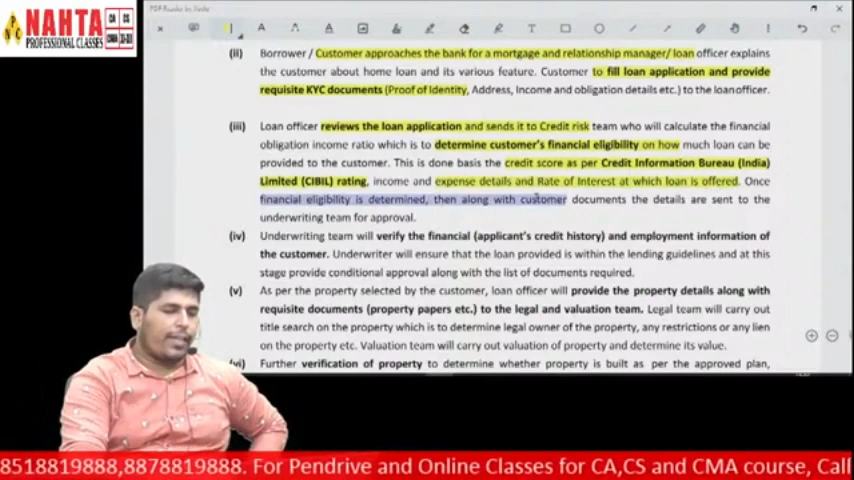 NAHTA
PROFESSIONAL CLASSES
CA CS
CMA XI-XII
PDF Reader by Xodo
(ii) Borrower / Customer approaches the bank for a mortgage and relationship manager/ loan officer explains
the customer about home loan and its various feature. Customer to fill loan application and provide
requisite KYC documents (Proof of Identity, Address, Income and obligation details etc.) to the loan officer.
(iii) Loan officer reviews the loan application and sends it to Credit risk team who will calculate the financial
obligation income ratio which is to determine customer's financial eligibility on how much loan can be
provided to the customer. This is done basis the credit score as per Credit Information Bureau (India)
Limited (CIBIL) rating, income and expense details and Rate of Interest at which loan is offered. Once
financial eligibility is determined, then along with customer documents the details are sent to the
underwriting team for approval.
(iv) Underwriting team will verify the financial (applicant's credit history) and employment information of
the customer. Underwriter will ensure that the loan provided is within the lending guidelines and at this
stage provide conditional approval along with the list of documents required.
(v) As per the property selected by the customer, loan officer will provide the property details along with
requisite documents (property papers etc.) to the legal and valuation team. Legal team will carry out
title search on the property which is to determine legal owner of the property, any restrictions or any lien
on the property etc. Valuation team will carry out valuation of property and determine its value.
(vi) Further verification of property to determine whether property is built as per the approved plan,
8518819888,8878819888. For Pendrive and Online Classes for CA,CS and CMA course, Call